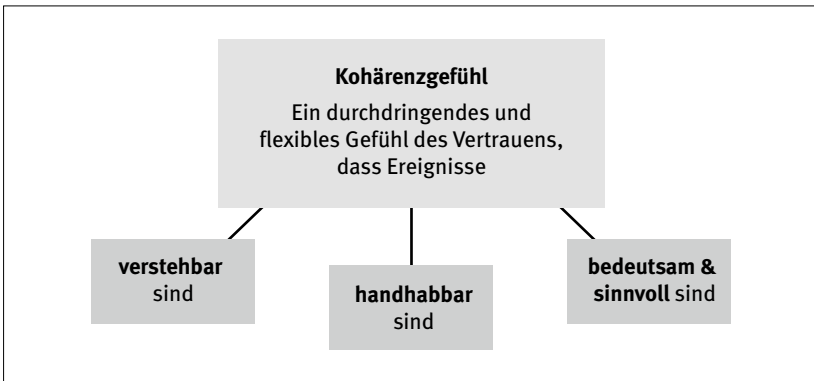 Kohärenzgefühl
Ein durchdringendes und
flexibles Gefühl des Vertrauens,
dass Ereignisse
verstehbar
sind
handhabbar
sind
bedeutsam &
sinnvoll sind